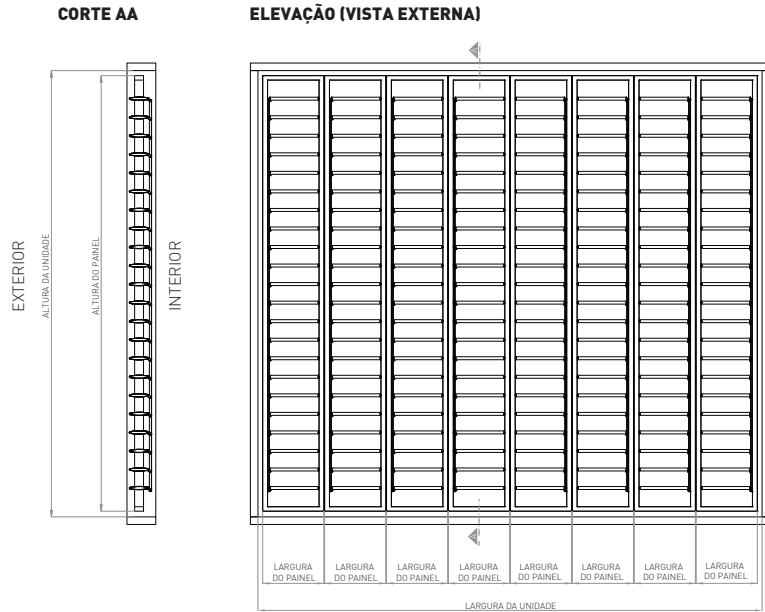 CORTE AA
ELEVAÇÃO (VISTA EXTERNA)
EXTERIOR
ALTURA DA UNIDADE
ALTURA DO PAINEL
INTERIOR
LARGURA
DO PAINEL
LARGURA
DO PAINEL
LARGURA
DO PAINEL
LARGURA
DO PAINEL
LARGURA
DO PAINEL
LARGURA
DO PAINEL
LARGURA
DO PAINEL
LARGURA
DO PAINEL
LARGURA DA UNIDADE